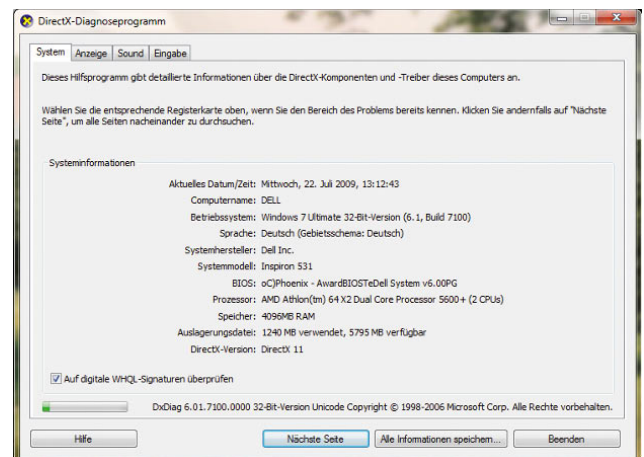 DirectX-Diagnoseprogramm
System Anzeige Sound Eingabe
Dieses Hilfsprogramm gibt detaillierte Informationen über die DirectX-Komponenten und -Treiber dieses Computers an.
Wählen Sie die entsprechende Registerkarte oben, wenn Sie den Bereich des Problems bereits kennen. Klicken Sie andernfalls auf "Nächste
Seite", um alle Seiten nacheinander zu durchsuchen.
Systeminformationen
Aktuelles Datum/Zeit: Mittwoch, 22. Juli 2009, 13:12:43
Computername: DELL
Betriebssystem: Windows 7 Ultimate 32-Bit-Version (6.1, Build 7100)
Sprache: Deutsch (Gebietsschema: Deutsch)
Systemhersteller: Dell Inc.
Systemmodell: Inspiron 531
BIOS: oC)Phoenix - AwardBIOSTeDell System v6.00PG
Prozessor: AMD Athlon(tm) 64 X2 Dual Core Processor 5600+ (2 CPUs)
Speicher: 4096MB RAM
Auslagerungsdatei: 1240 MB verwendet, 5795 MB verfügbar
DirectX-Version: DirectX 11
Auf digitale WHQL-Signaturen überprüfen
DxDiag 6.01.7100.0000 32-Bit-Version Unicode Copyright © 1998-2006 Microsoft Corp. Alle Rechte vorbehalten.
Hilfe Nächste Seite Alle Informationen speichern... Beenden